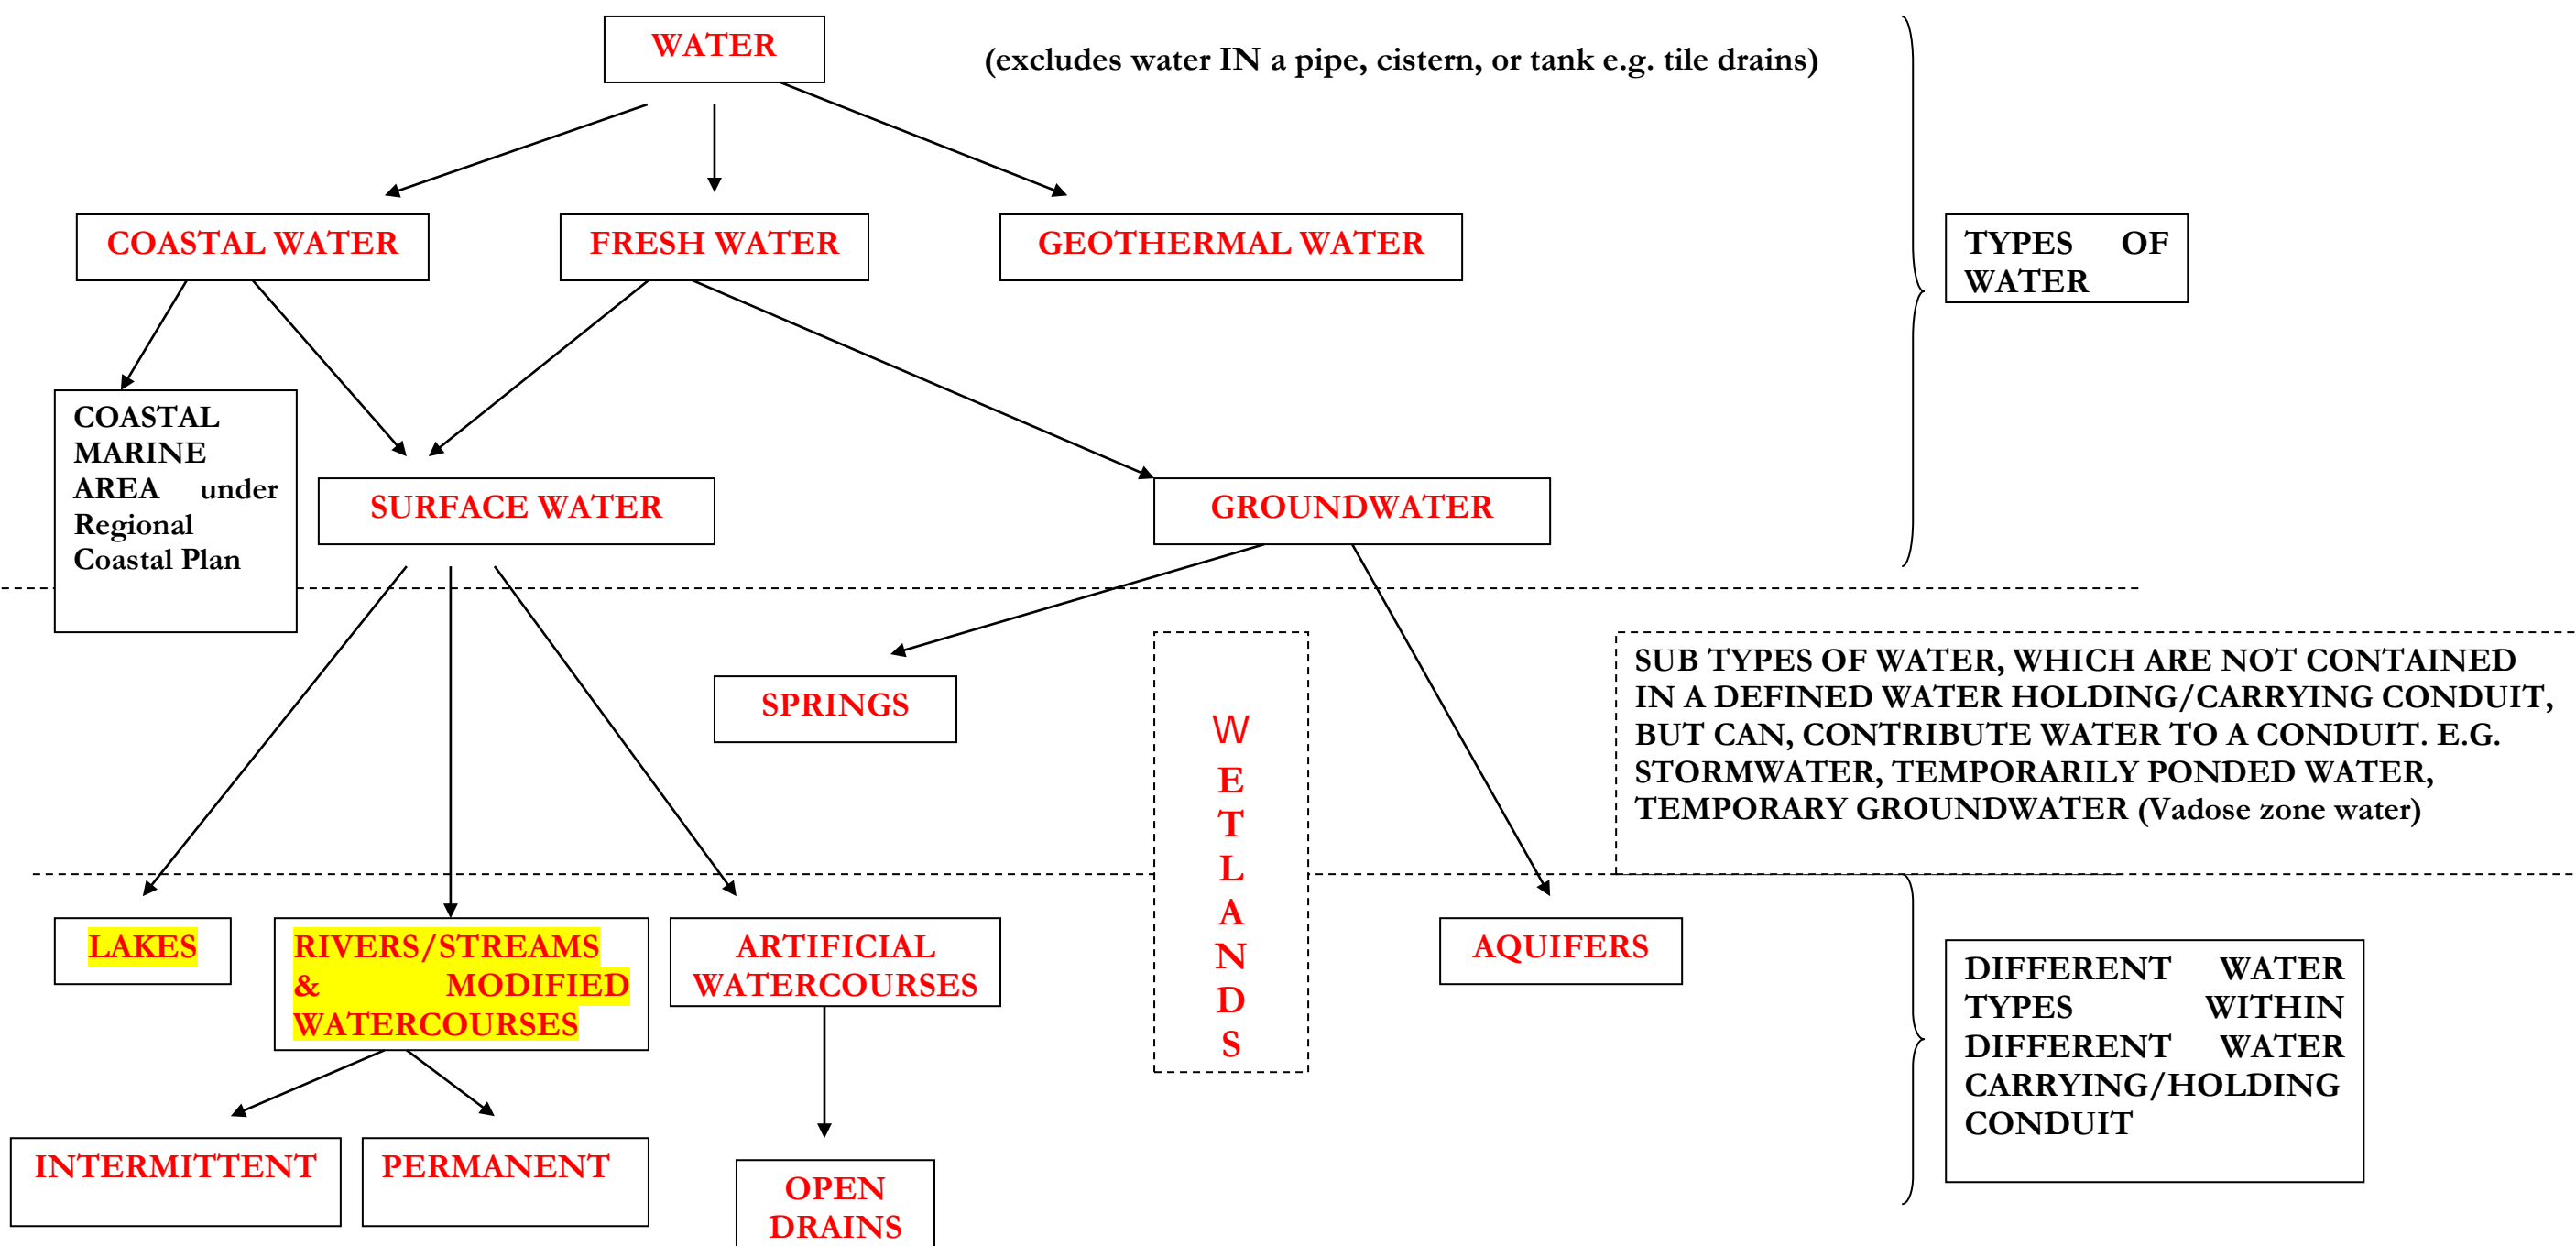 WATER
(excludes water IN a pipe, cistern, or tank e.g. tile drains)
COASTAL WATER
FRESH WATER
GEOTHERMAL WATER
TYPES OF
WATER
COASTAL
MARINE
AREA under
Regional
Coastal Plan
SURFACE WATER
GROUNDWATER
SPRINGS
W
E
T
L
A
N
D
S
SUB TYPES OF WATER, WHICH ARE NOT CONTAINED
IN A DEFINED WATER HOLDING/CARRYING CONDUIT,
BUT CAN, CONTRIBUTE WATER TO A CONDUIT. E.G.
STORMWATER, TEMPORARILY PONDED WATER,
TEMPORARY GROUNDWATER (Vadose zone water)
LAKES
RIVERS/STREAMS
& MODIFIED
WATERCOURSES
ARTIFICIAL
WATERCOURSES
AQUIFERS
DIFFERENT WATER
TYPES WITHIN
DIFFERENT WATER
CARRYING/HOLDING
CONDUIT
INTERMITTENT
PERMANENT
OPEN
DRAINS